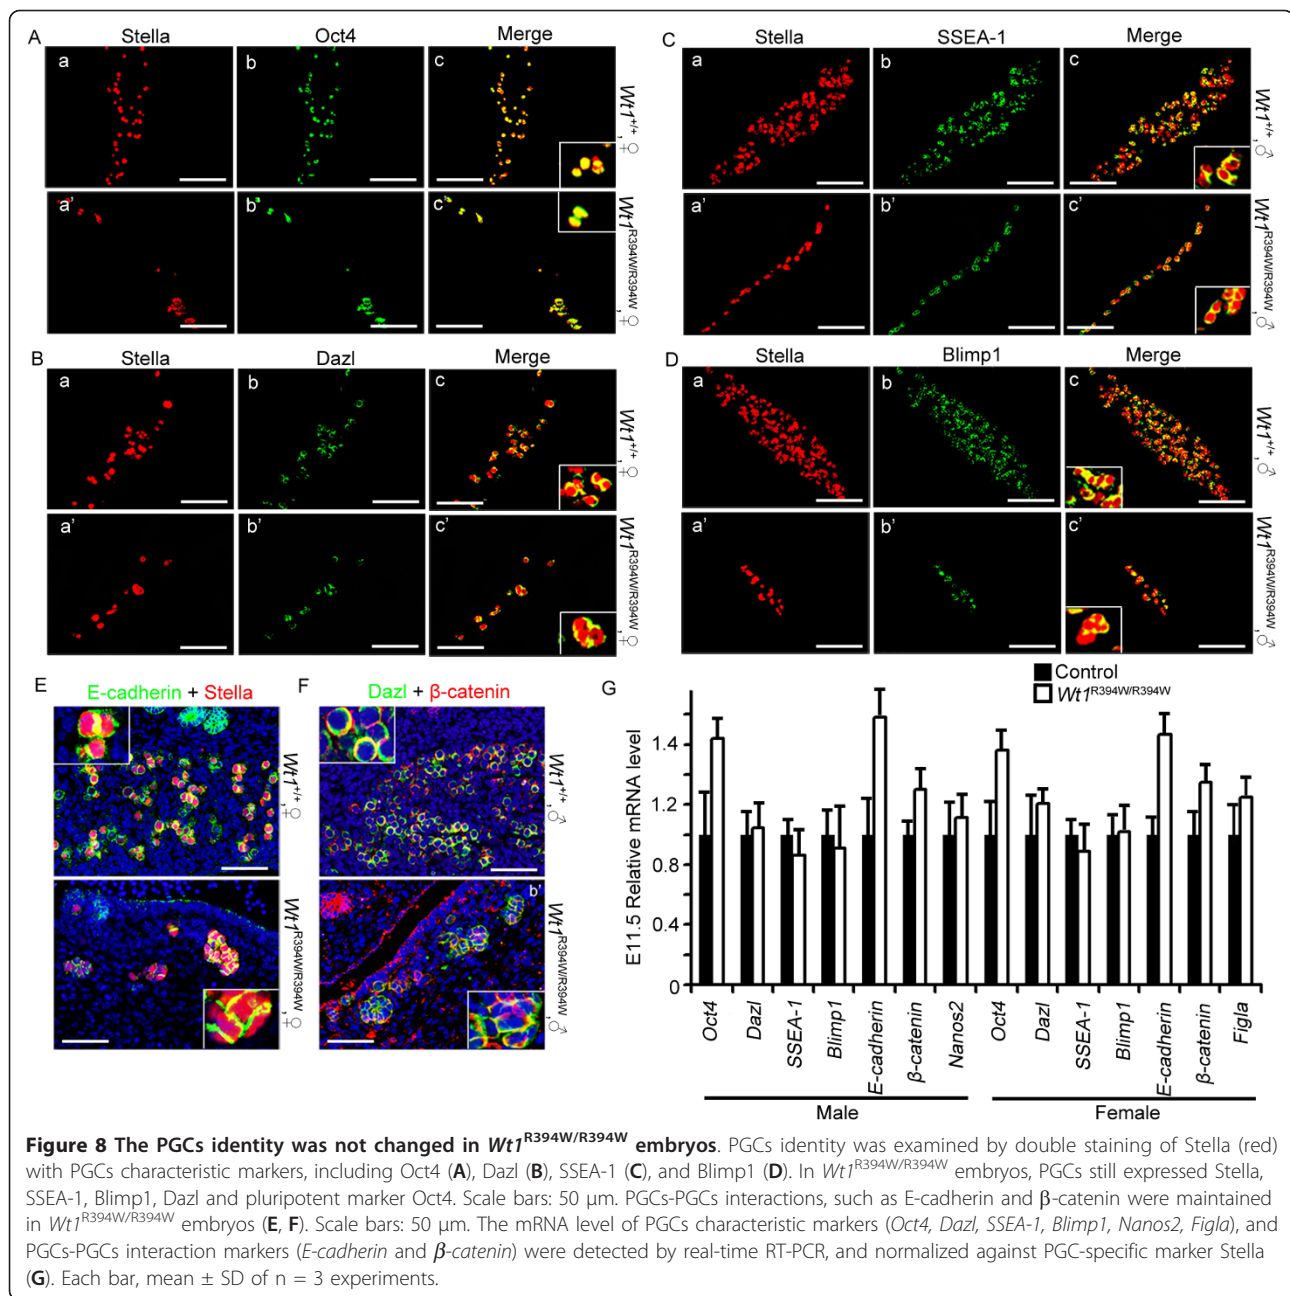 A Stella Oct4 Merge
a b c
Wt1+/+, ♀
a' b' c'
Wt1R394W/R394W, ♀
B Stella Dazl Merge
a b c
Wt1+/+, ♀
a' b' c'
Wt1R394W/R394W, ♀
C Stella SSEA-1 Merge
a b c
Wt1+/+, ♂
a' b' c'
Wt1R394W/R394W, ♂
D Stella Blimp1 Merge
a b c
Wt1+/+, ♂
a' b' c'
Wt1R394W/R394W, ♂
E E-cadherin + Stella
Wt1+/+, ♀
Wt1R394W/R394W, ♀
F Dazl + β-catenin
Wt1+/+, ♂
b'
Wt1R394W/R394W, ♂
G
Control
Wt1R394W/R394W
E11.5 Relative mRNA level
1.4
1.2
0.8
0.4
0
Oct4 Dazl SSEA-1 Blimp1 E-cadherin β-catenin Nanos2 Oct4 Dazl SSEA-1 Blimp1 E-cadherin β-catenin Figla
Male Female
Figure 8 The PGCs identity was not changed in Wt1R394W/R394W embryos. PGCs identity was examined by double staining of Stella (red)
with PGCs characteristic markers, including Oct4 (A), Dazl (B), SSEA-1 (C), and Blimp1 (D). In Wt1R394W/R394W embryos, PGCs still expressed Stella,
SSEA-1, Blimp1, Dazl and pluripotent marker Oct4. Scale bars: 50 μm. PGCs-PGCs interactions, such as E-cadherin and β-catenin were maintained
in Wt1R394W/R394W embryos (E, F). Scale bars: 50 μm. The mRNA level of PGCs characteristic markers (Oct4, Dazl, SSEA-1, Blimp1, Nanos2, Figla), and
PGCs-PGCs interaction markers (E-cadherin and β-catenin) were detected by real-time RT-PCR, and normalized against PGC-specific marker Stella
(G). Each bar, mean ± SD of n = 3 experiments.